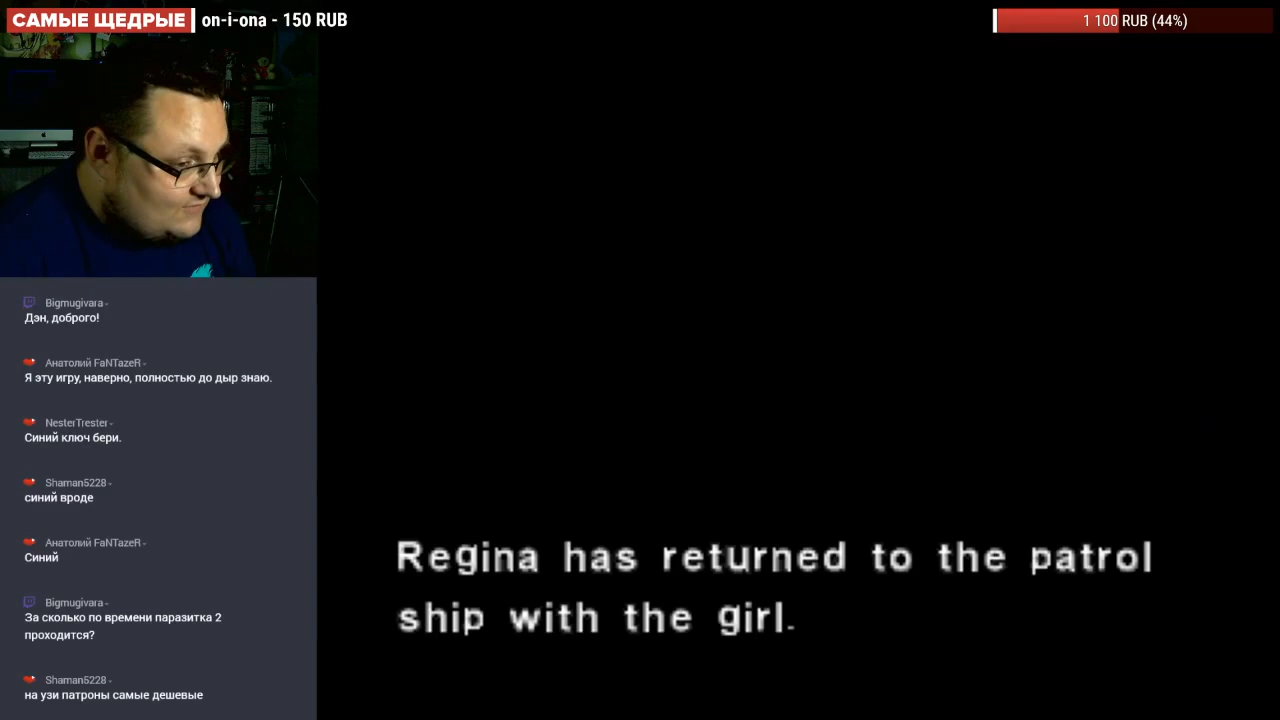 САМЫЕ ЩЕДРЫЕ on-i-ona - 150 RUB
1 100 RUB (44%)
Bigmugivara
Дэн, доброго!
Анатолий FaNTazeR
Я эту игру, наверно, полностью до дыр знаю.
NesterTrester
Синий ключ бери.
Shaman5228
синий вроде
Анатолий FaNTazeR
Синий
Bigmugivara
За сколько по времени паразитка 2
проходится?
Shaman5228
на узи патроны самые дешевые
Regina has returned to the patrol
ship with the girl.